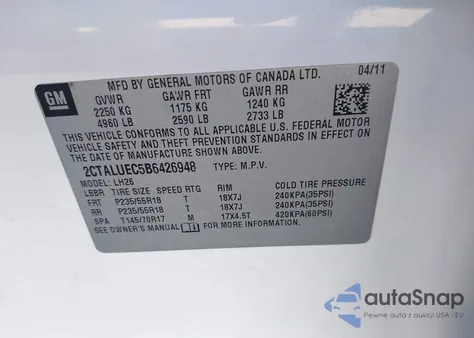 GM
MFD BY GENERAL MOTORS OF CANADA LTD.
04/11
GVWR GAWR FRT GAWR RR
2250 KG 1175 KG 1240 KG
4960 LB 2590 LB 2733 LB
THIS VEHICLE CONFORMS TO ALL APPLICABLE U.S. FEDERAL MOTOR
VEHICLE SAFETY AND THEFT PREVENTION STANDARDS IN EFFECT
ON THE DATE OF MANUFACTURE SHOWN ABOVE.
2CTALUEC5B6426948 TYPE: M.P.V.
MODEL: LH26
LBBR TIRE SIZE SPEED RTG RIM COLD TIRE PRESSURE
FRT P235/55R18 T 18X7J 240KPA(35PSI)
RR P235/55R18 T 18X7J 240KPA(35PSI)
SP T145/70R17 M 17X4.5T 420KPA(60PSI)
SEE OWNER'S MANUAL FOR MORE INFORMATION.
autoSnap
Pewne auta z USA - EU